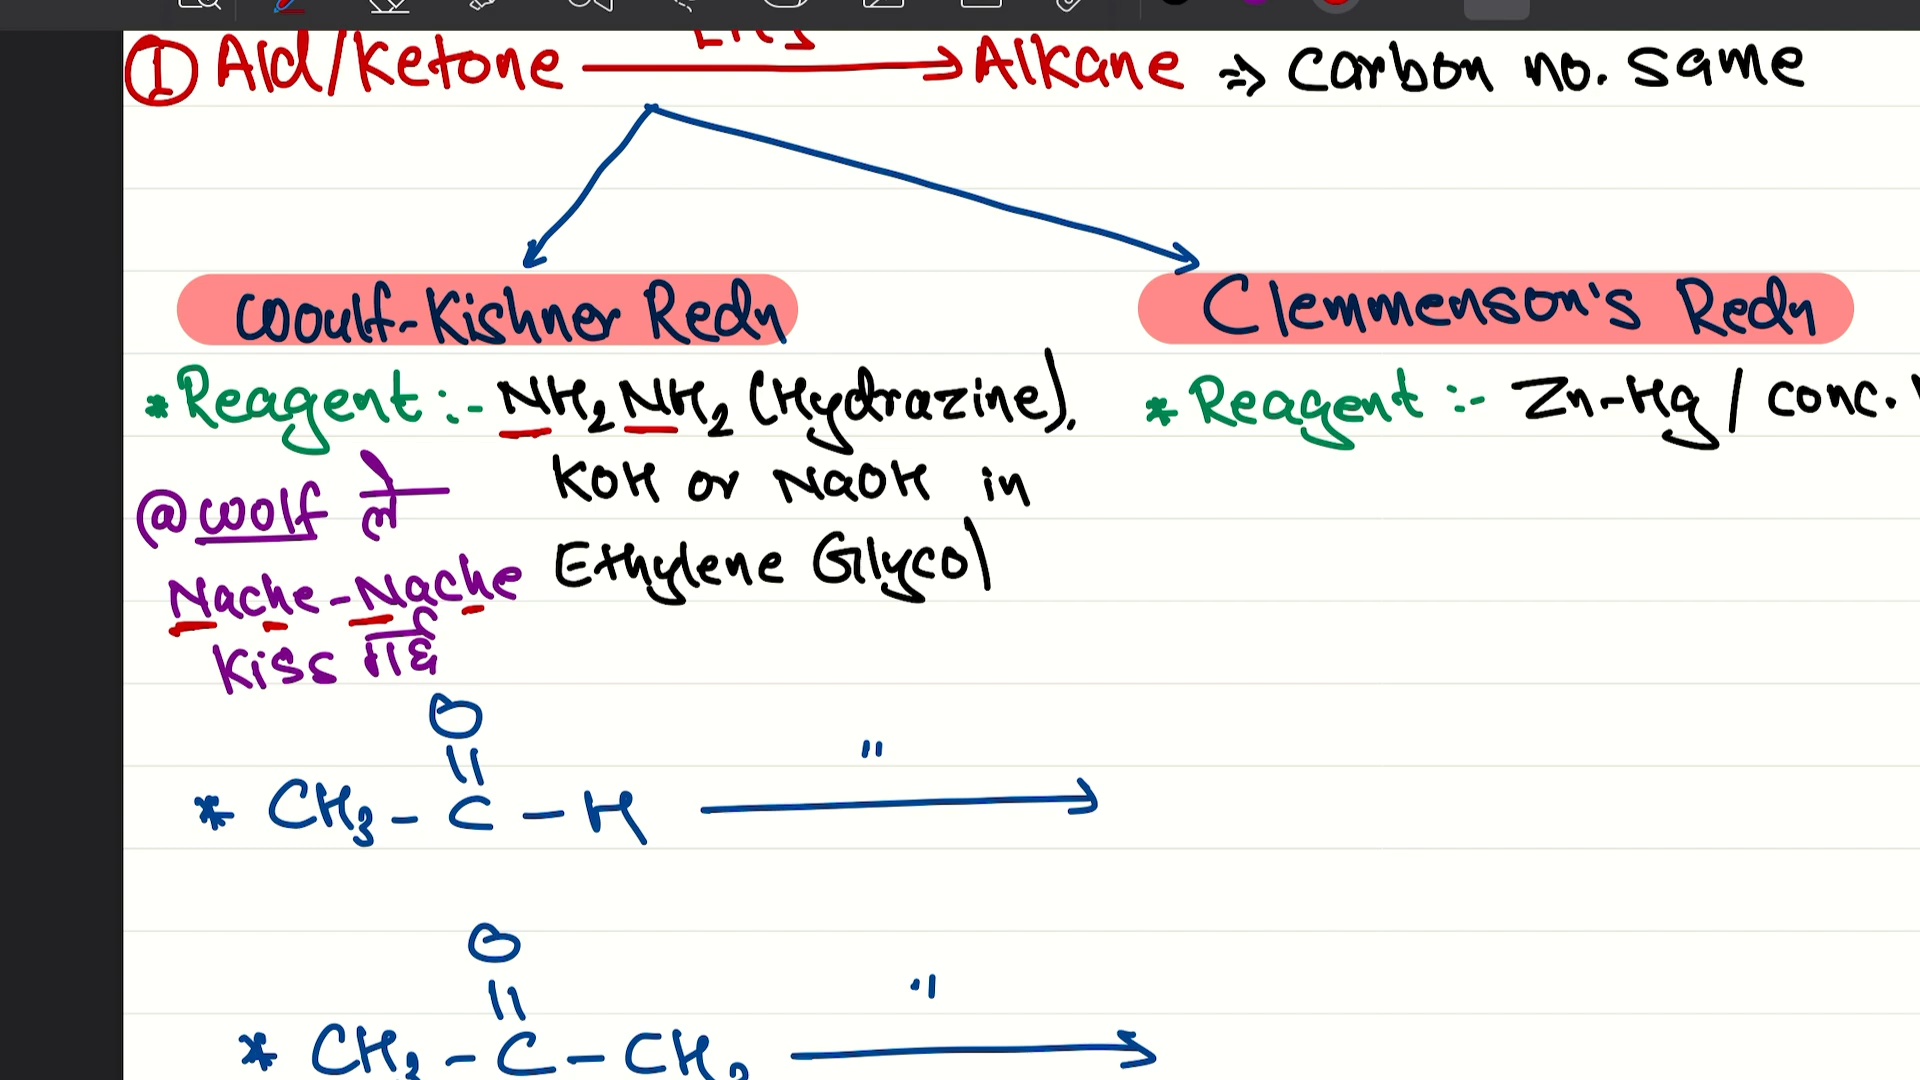 ① Ald/Ketone → Alkane ⇒ Carbon no. same
Woulf-Kishner Redn
Clemmenson's Redn
* Reagent :- NH₂NH₂ (Hydrazine),
KOH or NaOH in
Ethylene Glycol
* Reagent :- Zn-Hg / conc.
@ wolf ने
Nache-Nache
Kiss
* CH₃ - C - H → "
O
||
* CH₃ - C - CH₃ → "
O
||